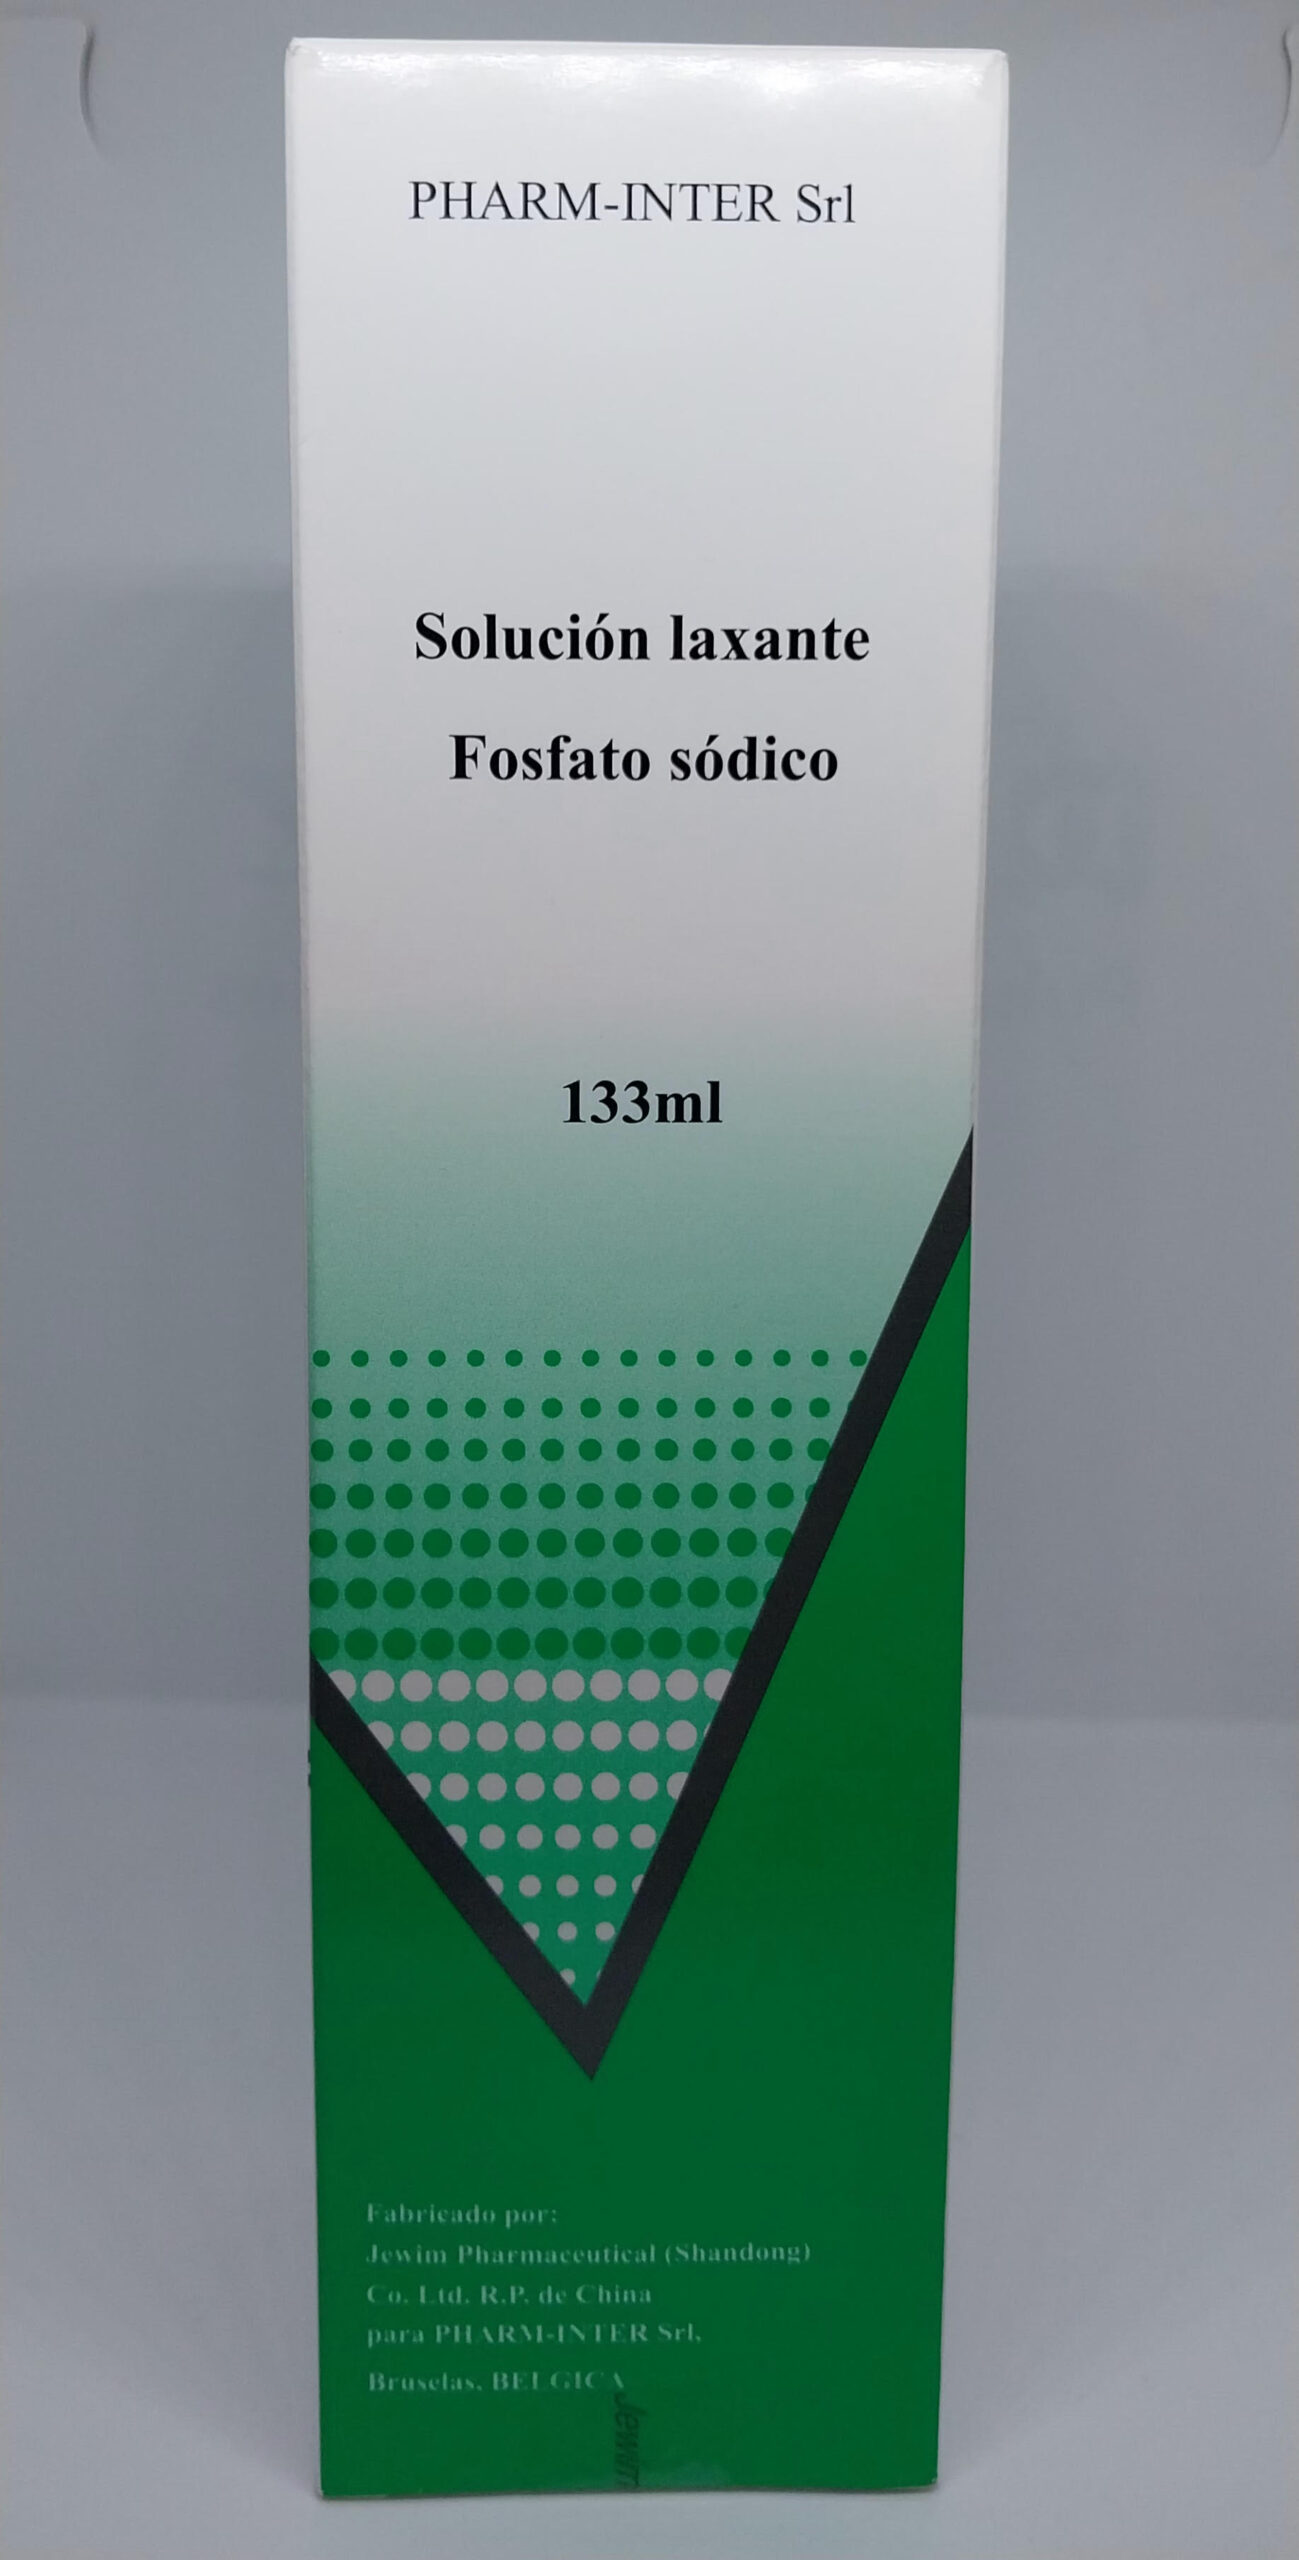 PHARM-INTER Srl
Solución laxante
Fosfato sódico
133ml
Fabricado por:
Jewim Pharmaceutical (Shandong)
Co. Ltd. R.P. de China
para PHARM-INTER Srl,
Bruselas, BELGICA
Jewim